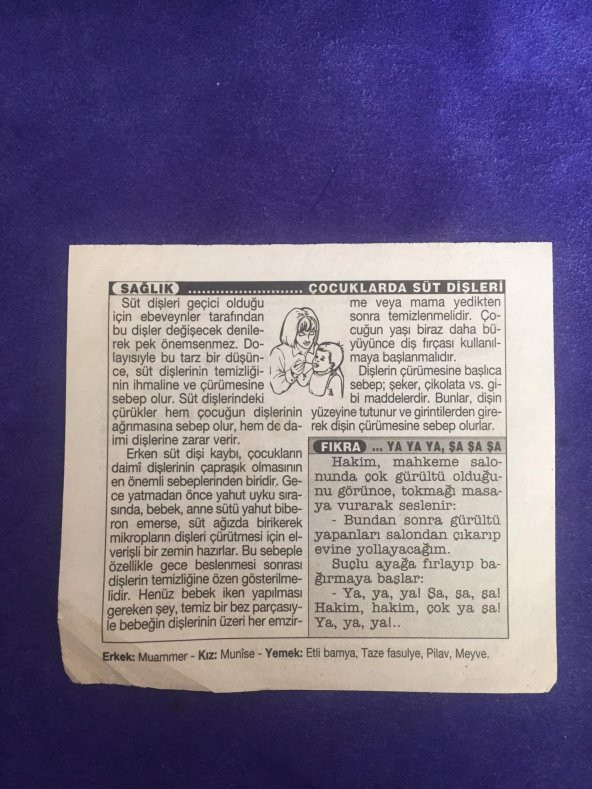 SAĞLIK ......................... ÇOCUKLARDA SÜT DİŞLERİ
Süt dişleri geçici olduğu
için ebeveynler tarafından
bu dişler değişecek denile-
rek pek önemsenmez. Do-
layısiyle bu tarz bir düşün-
ce, süt dişlerinin temizliği-
nin ihmaline ve çürümesine
sebep olur. Süt dişlerindeki
çürükler hem çocuğun dişlerinin
ağrımasına sebep olur, hem de da-
imi dişlerine zarar verir.
Erken süt dişi kaybı, çocukların
daimî dişlerinin çapraşık olmasının
en önemli sebeplerinden biridir. Ge-
ce yatmadan önce yahut uyku sıra-
sında, bebek, anne sütü yahut bibe-
ron emerse, süt ağızda birikerek
mikropların dişleri çürütmesi için el-
verişli bir zemin hazırlar. Bu sebeple
özellikle gece beslenmesi sonrası
dişlerin temizliğine özen gösterilme-
lidir. Henüz bebek iken yapılması
gereken şey, temiz bir bez parçasıy-
le bebeğin dişlerinin üzeri her emzir-
me veya mama yedikten
sonra temizlenmelidir. Ço-
cuğun yaşı biraz daha bü-
yüyünce diş fırçası kullanıl-
maya başlanmalıdır.
Dişlerin çürümesine başlıca
sebep; şeker, çikolata vs. gi-
bi maddelerdir. Bunlar, dişin
yüzeyine tutunur ve girintilerden gire-
rek dişin çürümesine sebep olurlar.
FIKRA ... YA YA YA, ŞA ŞA ŞA
Hakim, mahkeme salo-
nunda çok gürültü olduğu-
nu görünce, tokmağı masa-
ya vurarak seslenir:
- Bundan sonra gürültü
yapanları salondan çıkarıp
evine yollayacağım.
Suçlu ayağa fırlayıp ba-
ğırmaya başlar:
- Ya, ya, ya! Şa, şa, şa!
Hakim, hakim, çok ya şa!
Ya, ya, ya!..
Erkek: Muammer - Kız: Munîse - Yemek: Etli bamya, Taze fasulye, Pilav, Meyve.